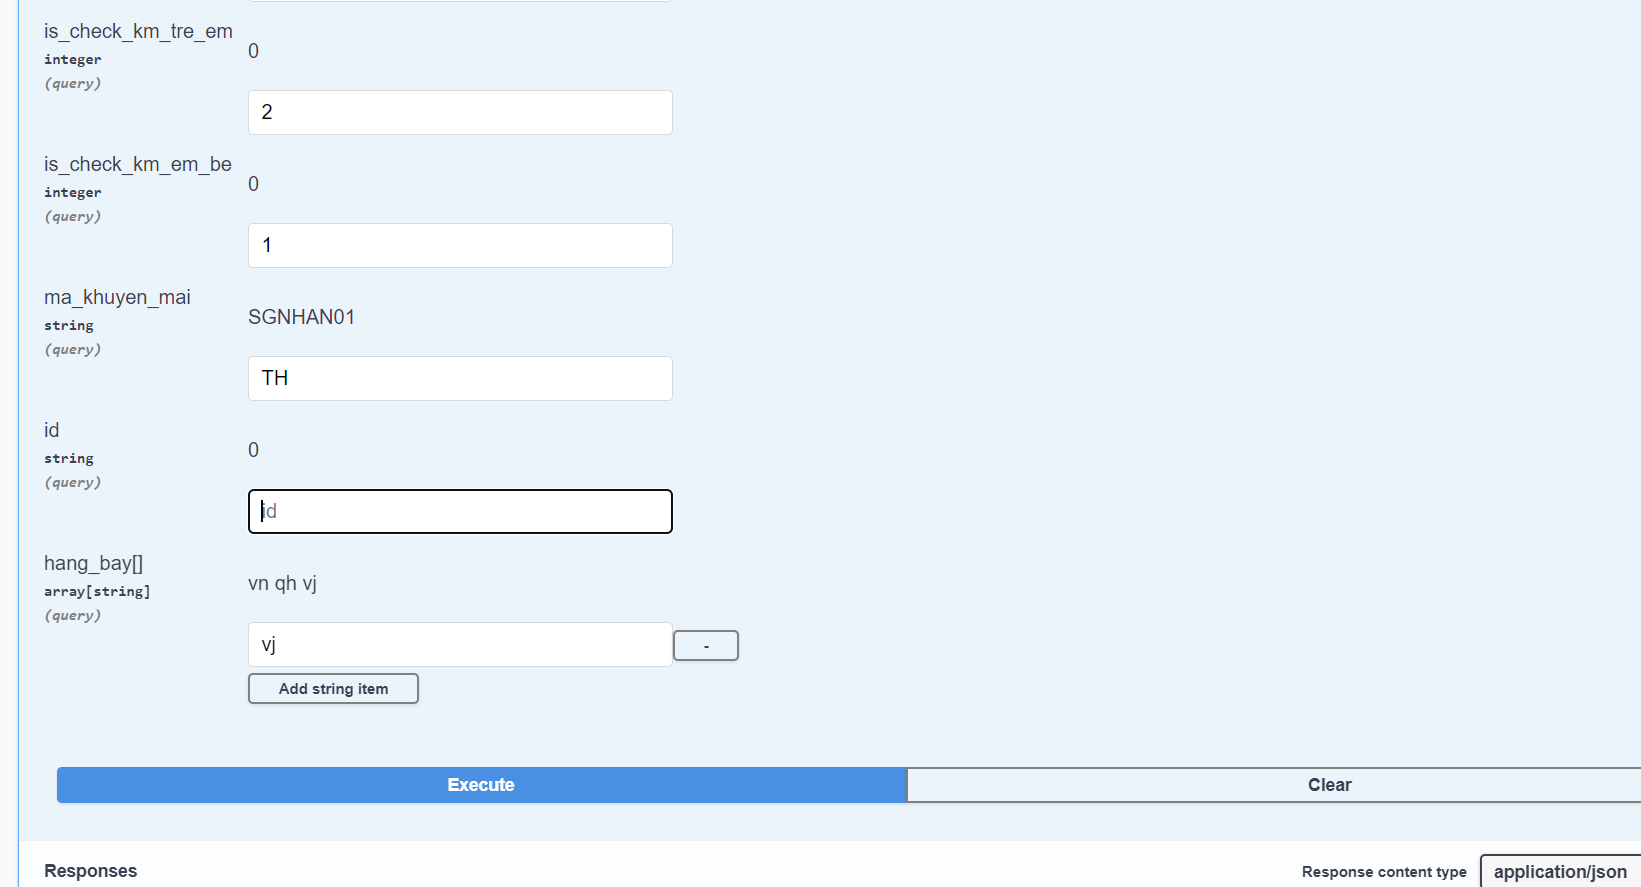 is_check_km_tre_em
integer
(query)
0
2
is_check_km_em_be
integer
(query)
0
1
ma_khuyen_mai
string
(query)
SGNHAN01
TH
id
string
(query)
0
id
hang_bay[]
array[string]
(query)
vn qh vj
vj
-
Add string item
Execute
Clear
Responses
Response content type
application/json